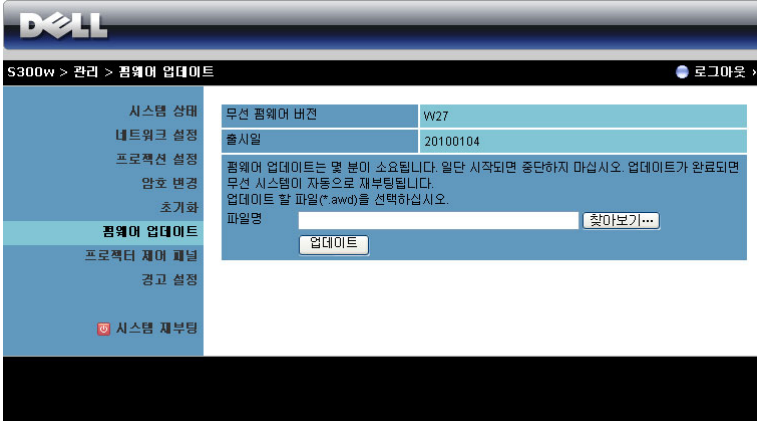 DELL
S300w > 관리 > 펌웨어 업데이트
로그아웃 ›
시스템 상태
네트워크 설정
프로젝션 설정
암호 변경
초기화
펌웨어 업데이트
프로젝터 제어 패널
경고 설정
시스템 재부팅
무선 펌웨어 버전 W27
출시일 20100104
펌웨어 업데이트는 몇 분이 소요됩니다. 일단 시작되면 중단하지 마십시오. 업데이트가 완료되면
무선 시스템이 자동으로 재부팅됩니다.
업데이트 할 파일(*.awd)을 선택하십시오.
파일명 찾아보기...
업데이트